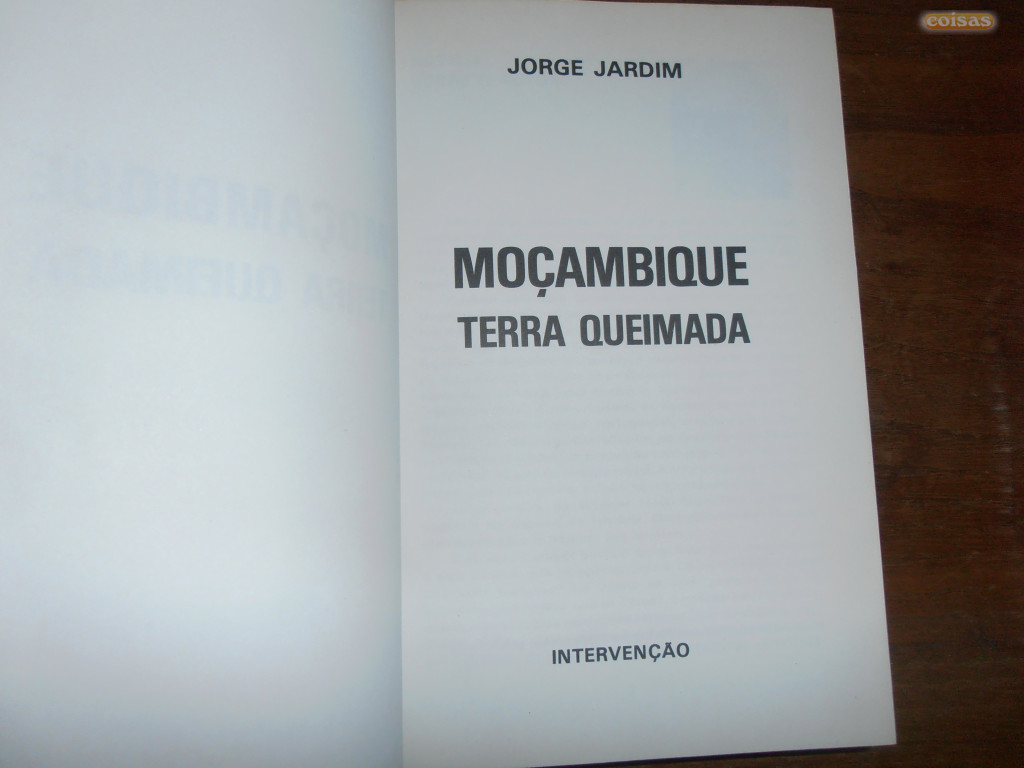 coisas
JORGE JARDIM
MOÇAMBIQUE
TERRA QUEIMADA
INTERVENÇÃO